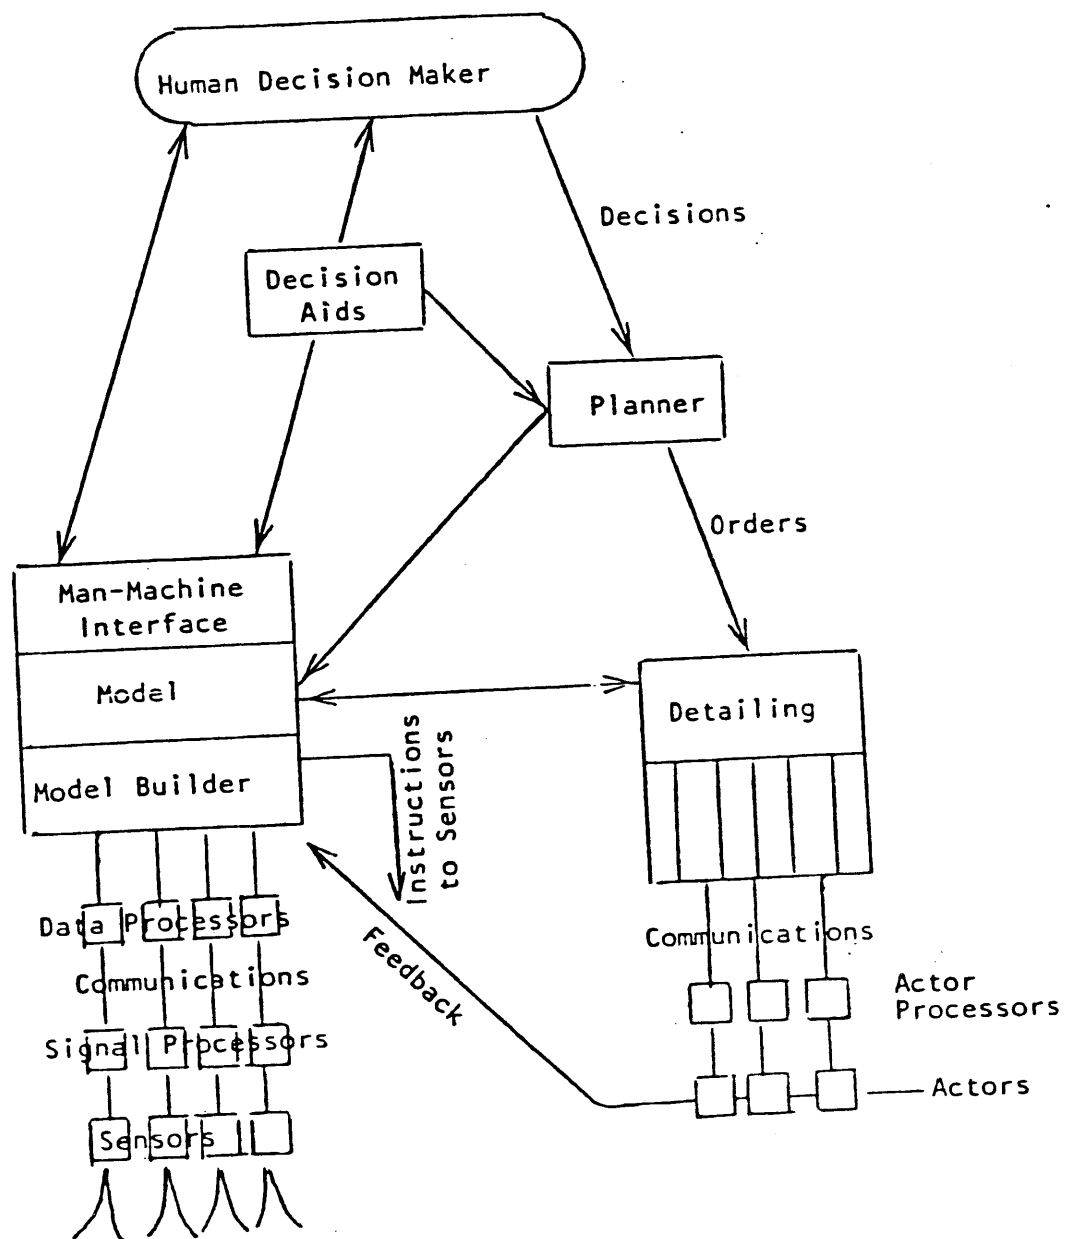 Human Decision Maker
Decisions
Decision
Aids
Planner
Orders
Man-Machine
Interface
Model
Detailing
Instructions
to Sensors
Model Builder
Data Processors
Feedback
Communications
Communications
Actor
Processors
Signal Processors
Actors
Sensors